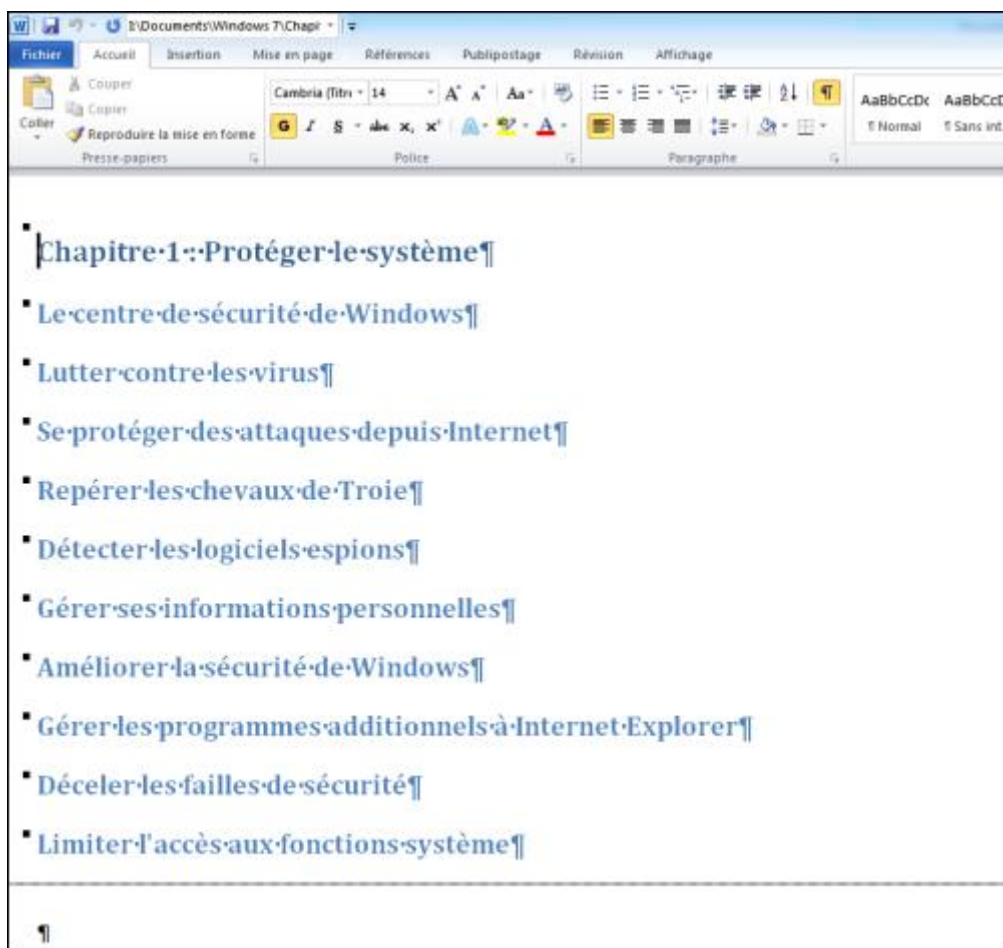 I:\Documents\Windows 7\Chapi
Fichier Accueil Insertion Mise en page Références Publipostage Révision Affichage
Couper
Copier
Coller
Reproduire la mise en forme
Presse-papiers
Cambria (Titre 14
G I S abc x, x²
Police
Paragraphe
AaBbCcDc AaBbCcD
¶ Normal ¶ Sans int
Chapitre·1·:·Protéger·le·système¶
Le·centre·de·sécurité·de·Windows¶
Lutter·contre·les·virus¶
Se·protéger·des·attaques·depuis·Internet¶
Repérer·les·chevaux·de·Troie¶
Détecter·les·logiciels·espions¶
Gérer·ses·informations·personnelles¶
Améliorer·la·sécurité·de·Windows¶
Gérer·les·programmes·additionnels·à·Internet·Explorer¶
Déceler·les·failles·de·sécurité¶
Limiter·l'accès·aux·fonctions·système¶
¶